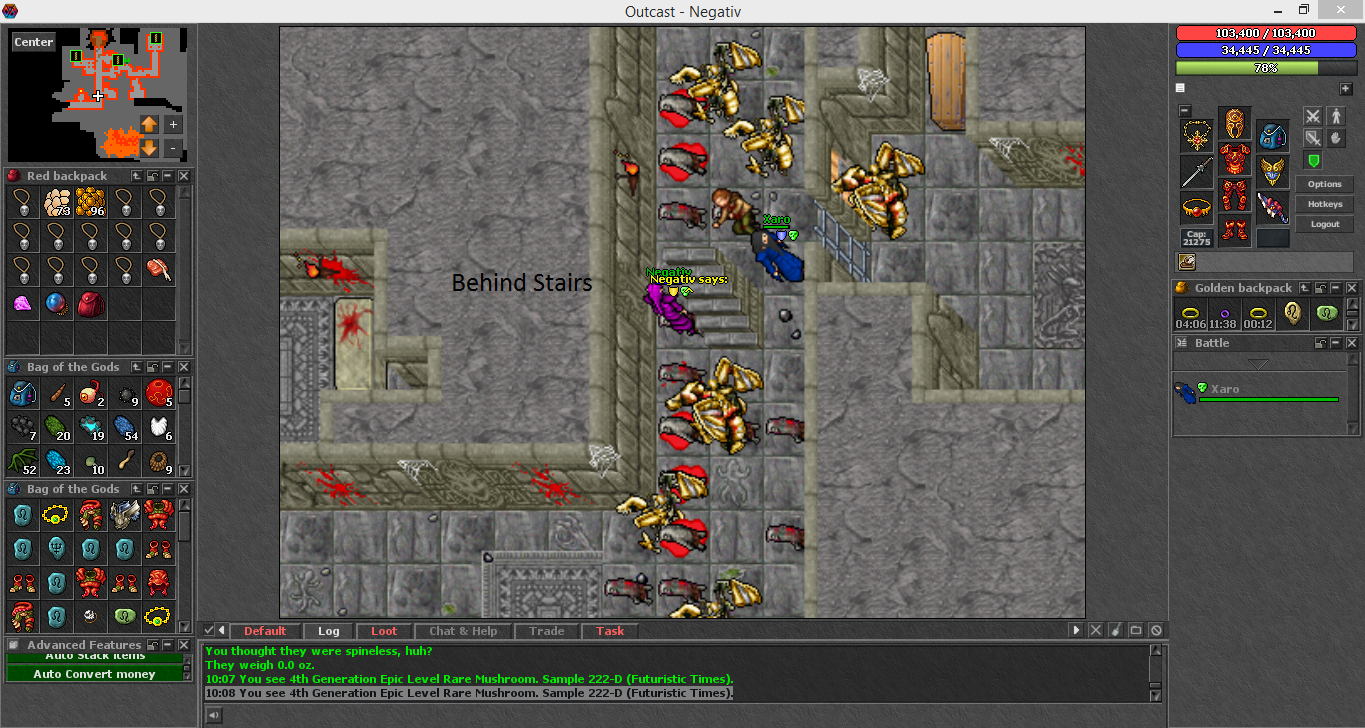 Outcast - Negativ
Center
103,400 / 103,400
34,445 / 34,445
78%
Red backpack
73
96
Bag of the Gods
5
2
9
5
7
20
19
54
6
52
23
10
9
Bag of the Gods
Advanced Features
Auto Stack items
Auto Convert money
Xaro
Negativ
Negativ says:
Behind Stairs
Cap:
21275
Options
Hotkeys
Logout
Golden backpack
04:06
11:38
00:12
Battle
Xaro
Default
Log
Loot
Chat & Help
Trade
Task
You thought they were spineless, huh?
They weigh 0.0 oz.
10:07 You see 4th Generation Epic Level Rare Mushroom. Sample 222-D (Futuristic Times).
10:08 You see 4th Generation Epic Level Rare Mushroom. Sample 222-D (Futuristic Times).